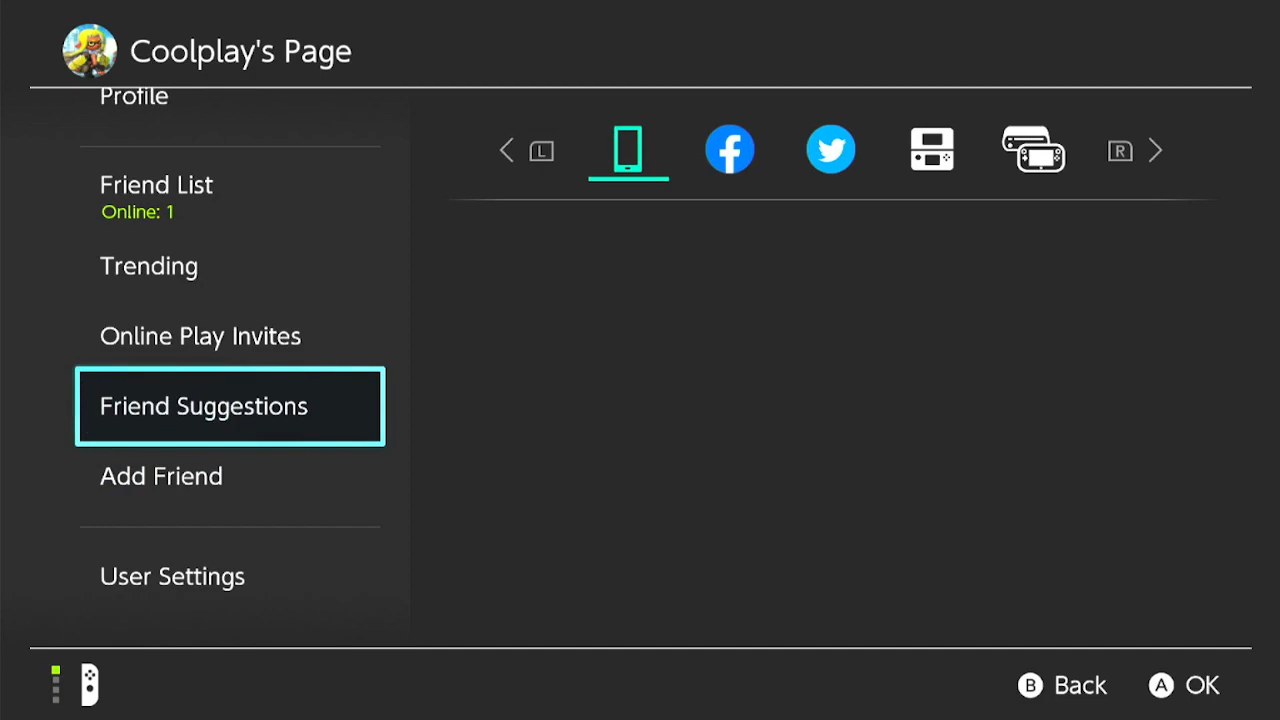 Coolplay's Page
Profile
Friend List
Online: 1
Trending
Online Play Invites
Friend Suggestions
Add Friend
User Settings
L
R
B Back
A OK